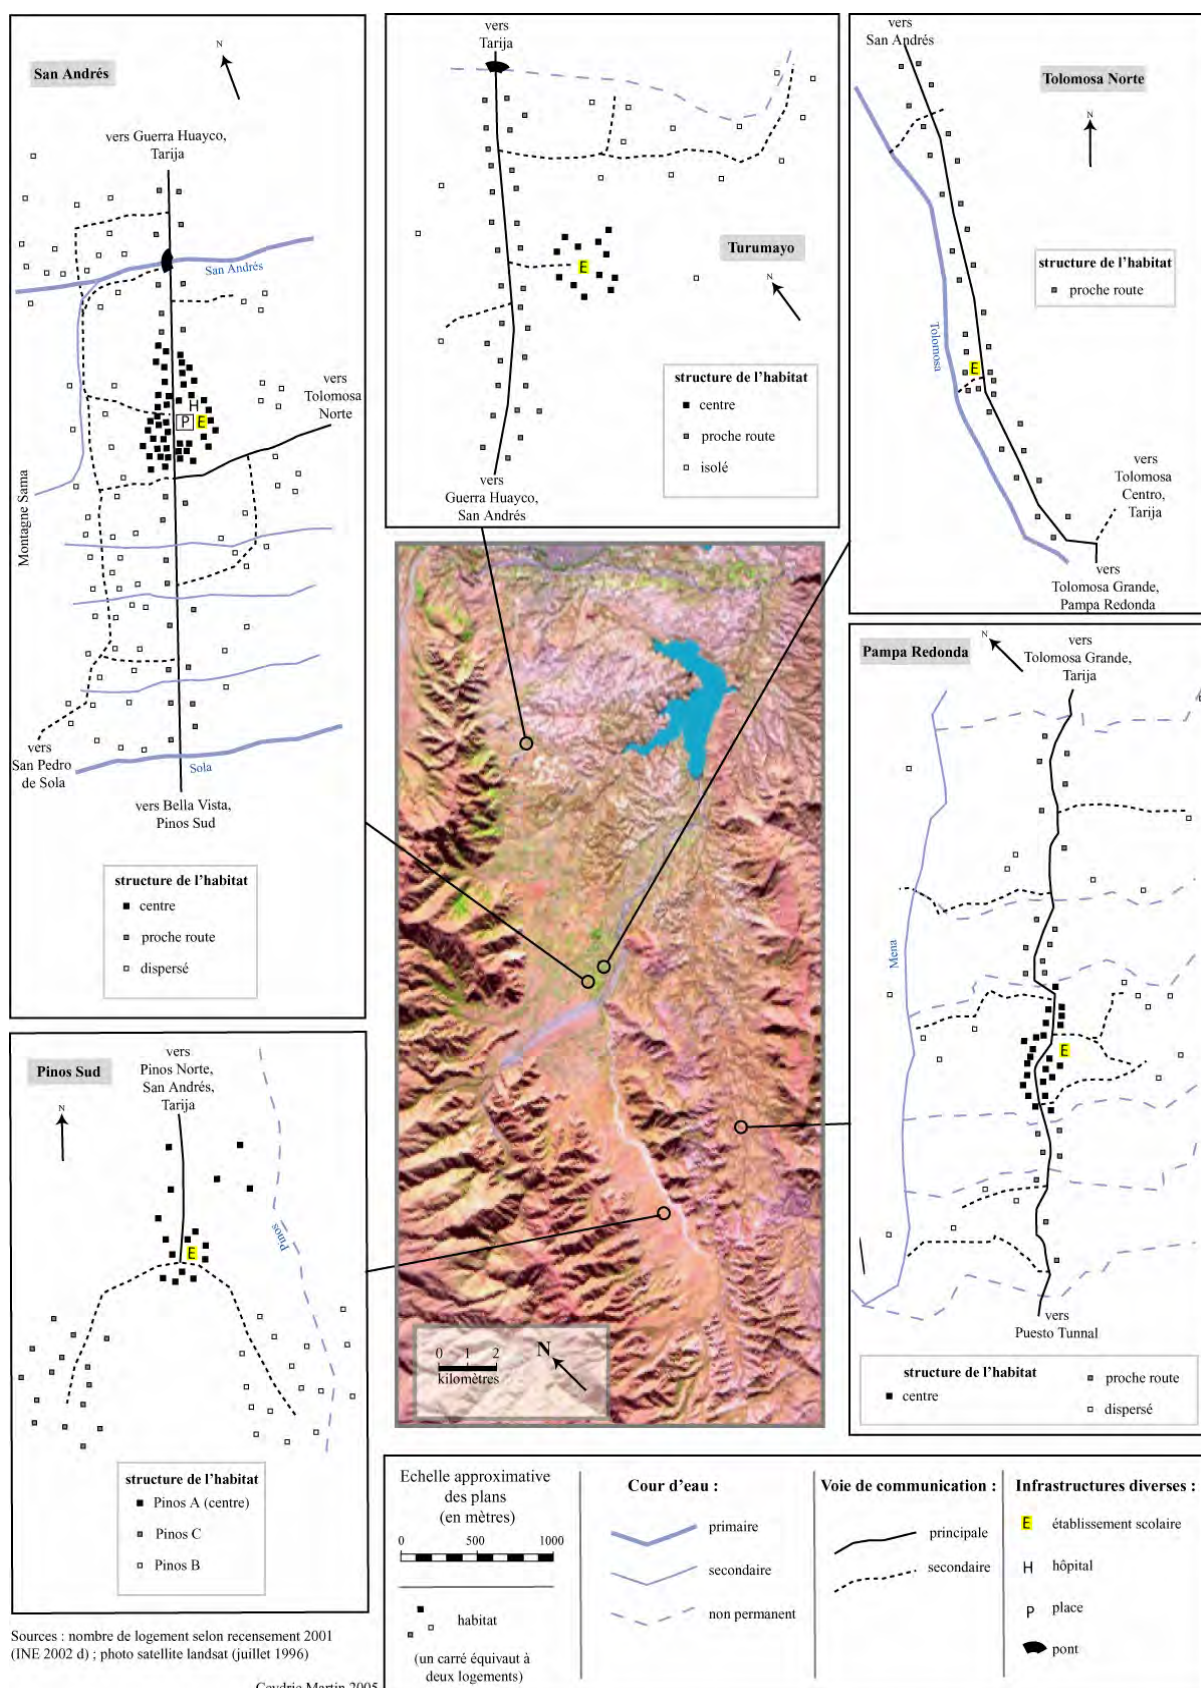 San Andrés
N
vers Guerra Huayco,
Tarija
San Andrés
H
P
E
vers
Tolomosa
Norte
Montagne Sama
vers
San Pedro
de Sola
Sola
vers Bella Vista,
Pinos Sud
structure de l'habitat
centre
proche route
dispersé
vers
Tarija
Turumayo
N
E
structure de l'habitat
centre
proche route
isolé
vers
Guerra Huayco,
San Andrés
vers
San Andrés
Tolomosa Norte
N
structure de l'habitat
proche route
Tolomosa
E
vers
Tolomosa
Centro,
Tarija
vers
Tolomosa Grande,
Pampa Redonda
Pampa Redonda
N
vers
Tolomosa Grande,
Tarija
Mena
E
vers
Puesto Tunnal
structure de l'habitat
centre
proche route
dispersé
Pinos Sud
N
vers
Pinos Norte,
San Andrés,
Tarija
Pinos
E
structure de l'habitat
Pinos A (centre)
Pinos C
Pinos B
0 1 2
kilomètres
N
Echelle approximative
des plans
(en mètres)
0 500 1000
habitat
(un carré équivaut à
deux logements)
Cour d'eau :
primaire
secondaire
non permanent
Voie de communication :
principale
secondaire
Infrastructures diverses :
E établissement scolaire
H hôpital
P place
pont
Sources : nombre de logement selon recensement 2001
(INE 2002 d) ; photo satellite landsat (juillet 1996)
Martin 2005